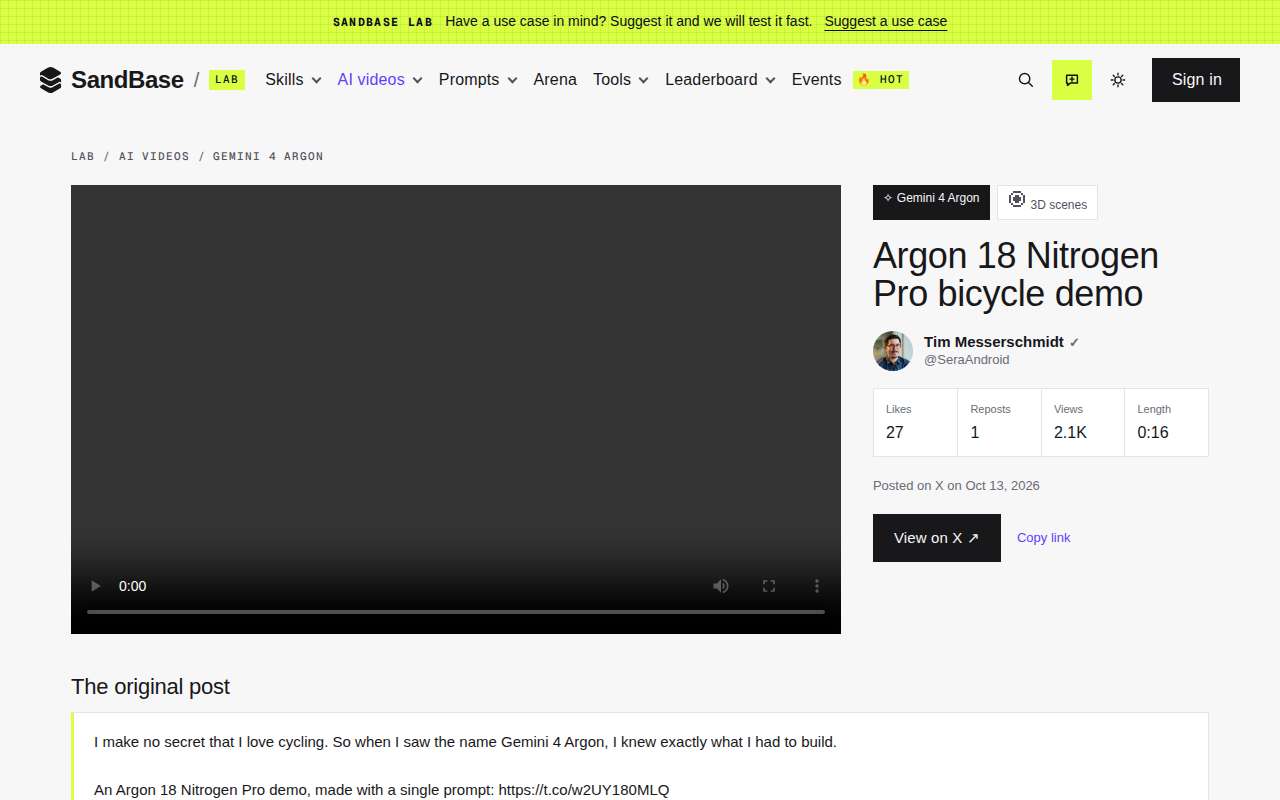 SANDBASE LAB Have a use case in mind? Suggest it and we will test it fast. Suggest a use case
SandBase / LAB Skills AI videos Prompts Arena Tools Leaderboard Events 🔥 HOT Sign in
LAB / AI VIDEOS / GEMINI 4 ARGON
✧ Gemini 4 Argon 3D scenes
Argon 18 Nitrogen
Pro bicycle demo
Tim Messerschmidt ✓
@SeraAndroid
Likes Reposts Views Length
27 1 2.1K 0:16
Posted on X on Oct 13, 2026
View on X ↗ Copy link
0:00
The original post
I make no secret that I love cycling. So when I saw the name Gemini 4 Argon, I knew exactly what I had to build.
An Argon 18 Nitrogen Pro demo, made with a single prompt: https://t.co/w2UY180MLQ